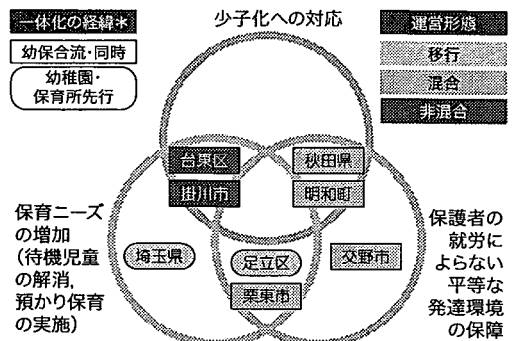 一体化の経緯＊
幼保合流・同時
幼稚園・
保育所先行
少子化への対応
運営形態
移行
混合
非混合
台東区
秋田県
掛川市
明和町
保育ニーズ
の増加
(待機児童
の解消,
預かり保育
の実施)
埼玉県
足立区
交野市
栗東市
保護者の
就労に
よらない
平等な
発達環境
の保障